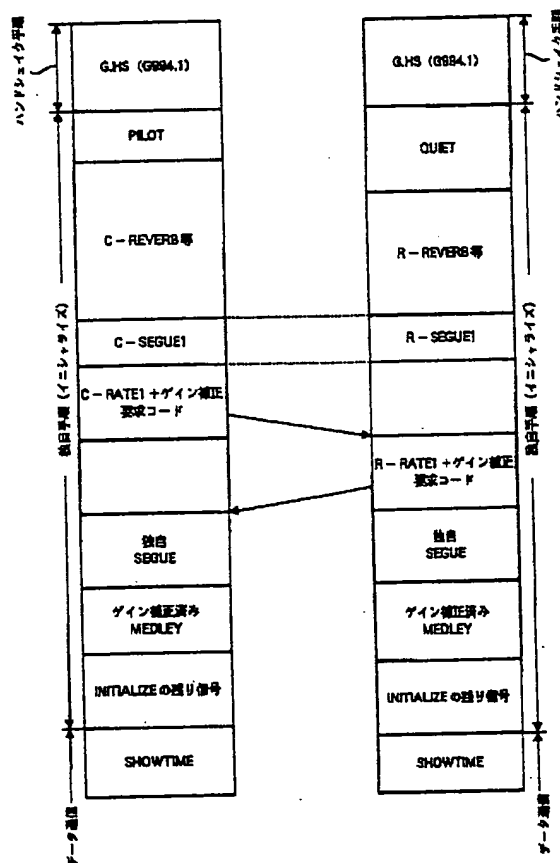 ハンドシェイク手順
G.HS (G994.1)
PILOT
C-REVERB等
C-SEGUE1
C-RATE1+ゲイン補正
要求コード
独自
SEGUE
ゲイン補正済み
MEDLEY
INITIALIZEの残り信号
SHOWTIME
独自手順(イニシャライズ)
データ通信
G.HS (G994.1)
QUIET
R-REVERB等
R-SEGUE1
R-RATE1+ゲイン補正
要求コード
独自
SEGUE
ゲイン補正済み
MEDLEY
INITIALIZEの残り信号
SHOWTIME
ハンドシェイク手順
独自手順(イニシャライズ)
データ通信